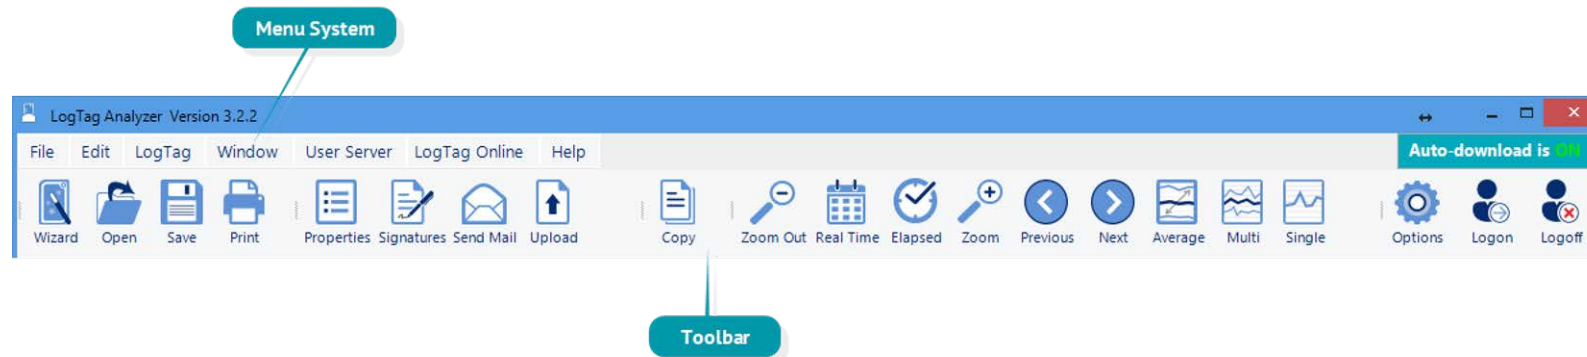 Menu System
LogTag Analyzer Version 3.2.2
File Edit LogTag Window User Server LogTag Online Help Auto-download is ON
Wizard Open Save Print Properties Signatures Send Mail Upload Copy Zoom Out Real Time Elapsed Zoom Previous Next Average Multi Single Options Logon Logoff
Toolbar